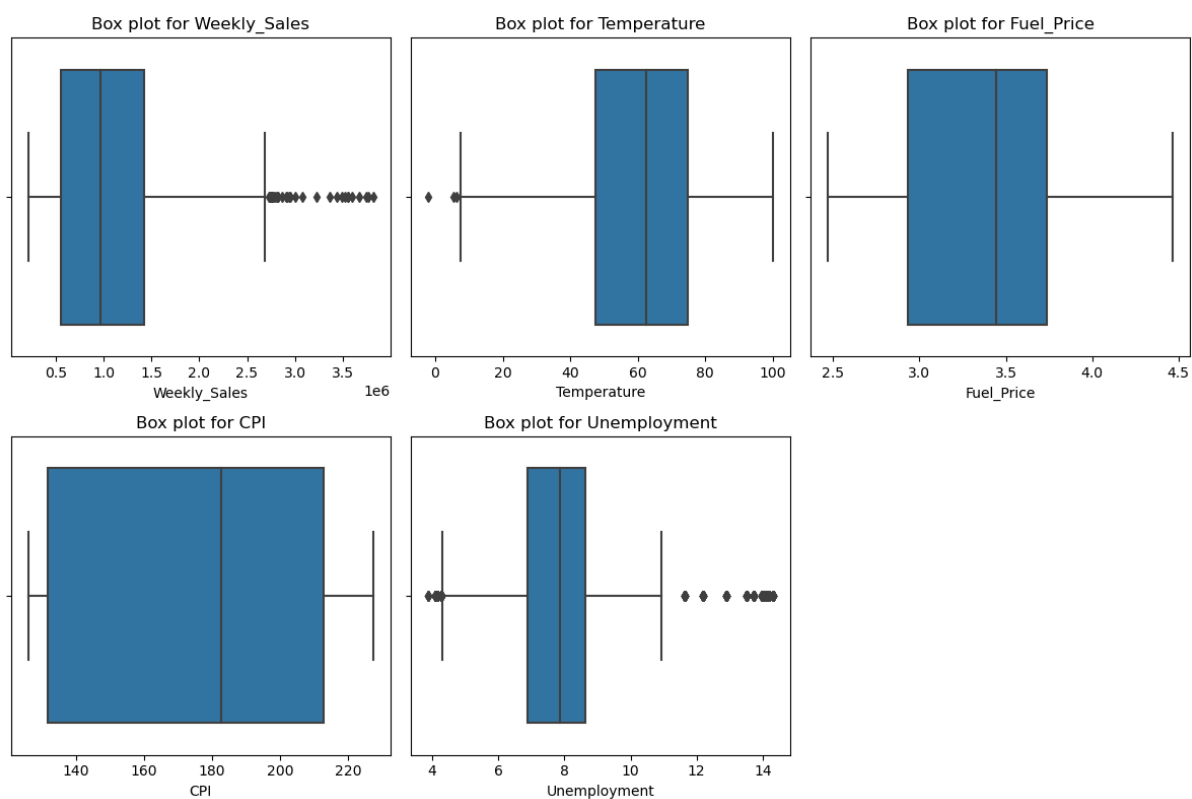 Box plot for Weekly_Sales
0.5 1.0 1.5 2.0 2.5 3.0 3.5
1e6
Weekly_Sales
Box plot for Temperature
0 20 40 60 80 100
Temperature
Box plot for Fuel_Price
2.5 3.0 3.5 4.0 4.5
Fuel_Price
Box plot for CPI
140 160 180 200 220
CPI
Box plot for Unemployment
4 6 8 10 12 14
Unemployment